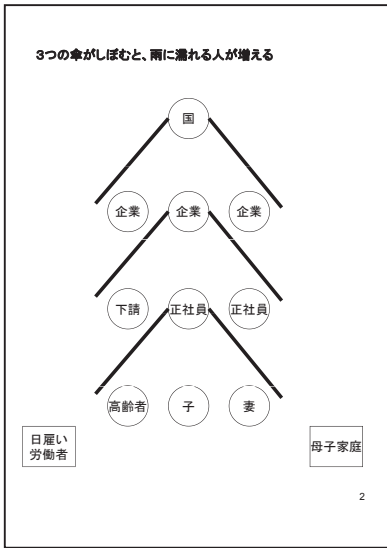 3つの傘がしぼむと、雨に濡れる人が増える
国
企業 企業 企業
下請 正社員 正社員
高齢者 子 妻
日雇い
労働者
母子家庭
2